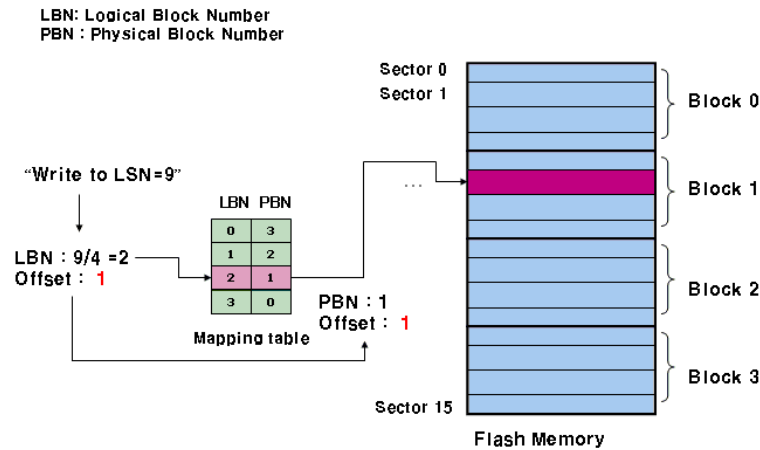 LBN: Logical Block Number
PBN : Physical Block Number
Sector 0
Sector 1
Block 0
“Write to LSN=9”
...
Block 1
LBN PBN
0 3
1 2
2 1
3 0
LBN : 9/4 =2
Offset : 1
PBN : 1
Offset : 1
Mapping table
Block 2
Block 3
Sector 15
Flash Memory